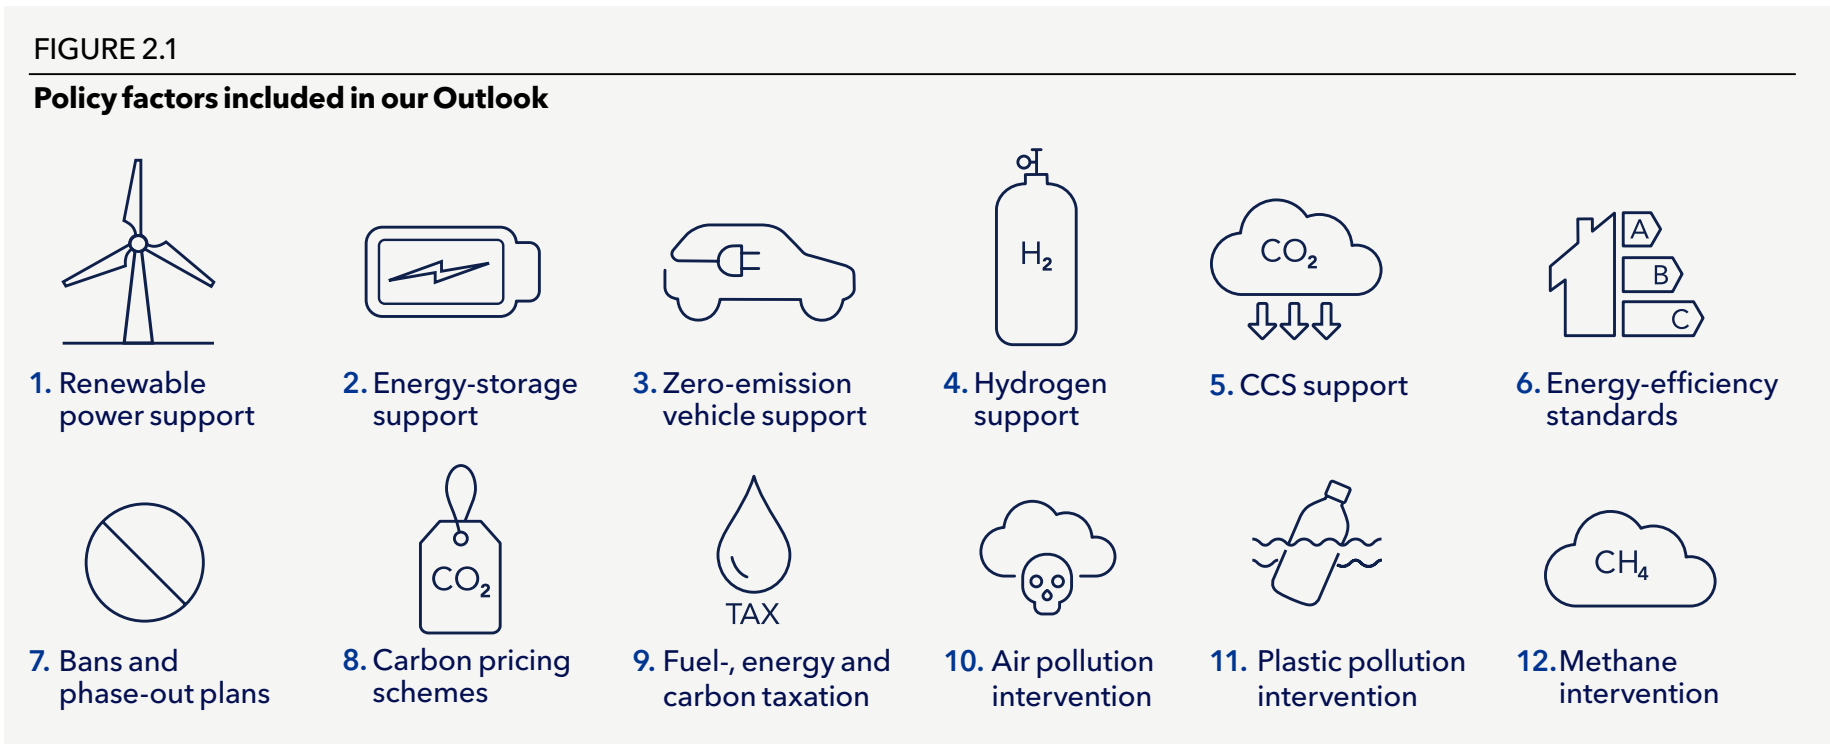 FIGURE 2.1
Policy factors included in our Outlook
H₂
CO₂
A
B
C
1. Renewable
power support
2. Energy-storage
support
3. Zero-emission
vehicle support
4. Hydrogen
support
5. CCS support
6. Energy-efficiency
standards
CO₂
TAX
CH₄
7. Bans and
phase-out plans
8. Carbon pricing
schemes
9. Fuel-, energy and
carbon taxation
10. Air pollution
intervention
11. Plastic pollution
intervention
12. Methane
intervention